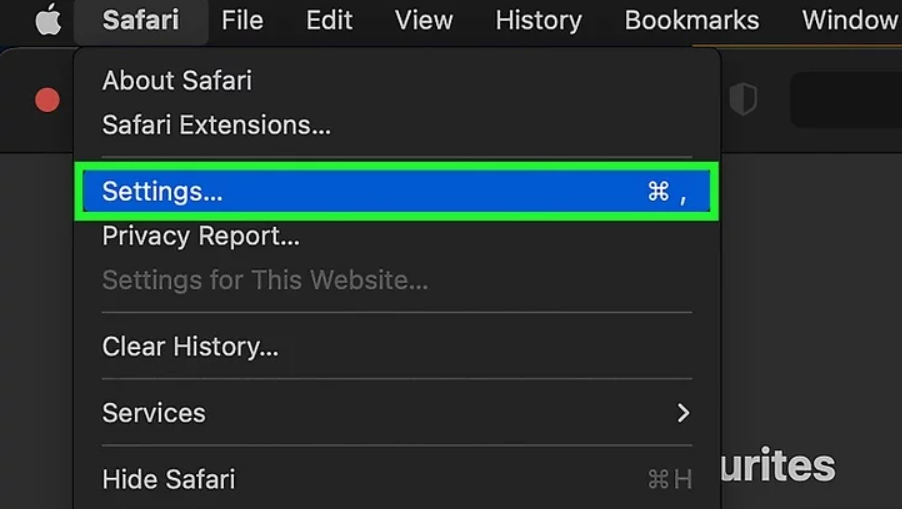 Safari File Edit View History Bookmarks Window
About Safari
Safari Extensions...
Settings... ⌘ ,
Privacy Report...
Settings for This Website...
Clear History...
Services
Hide Safari ⌘H
urites